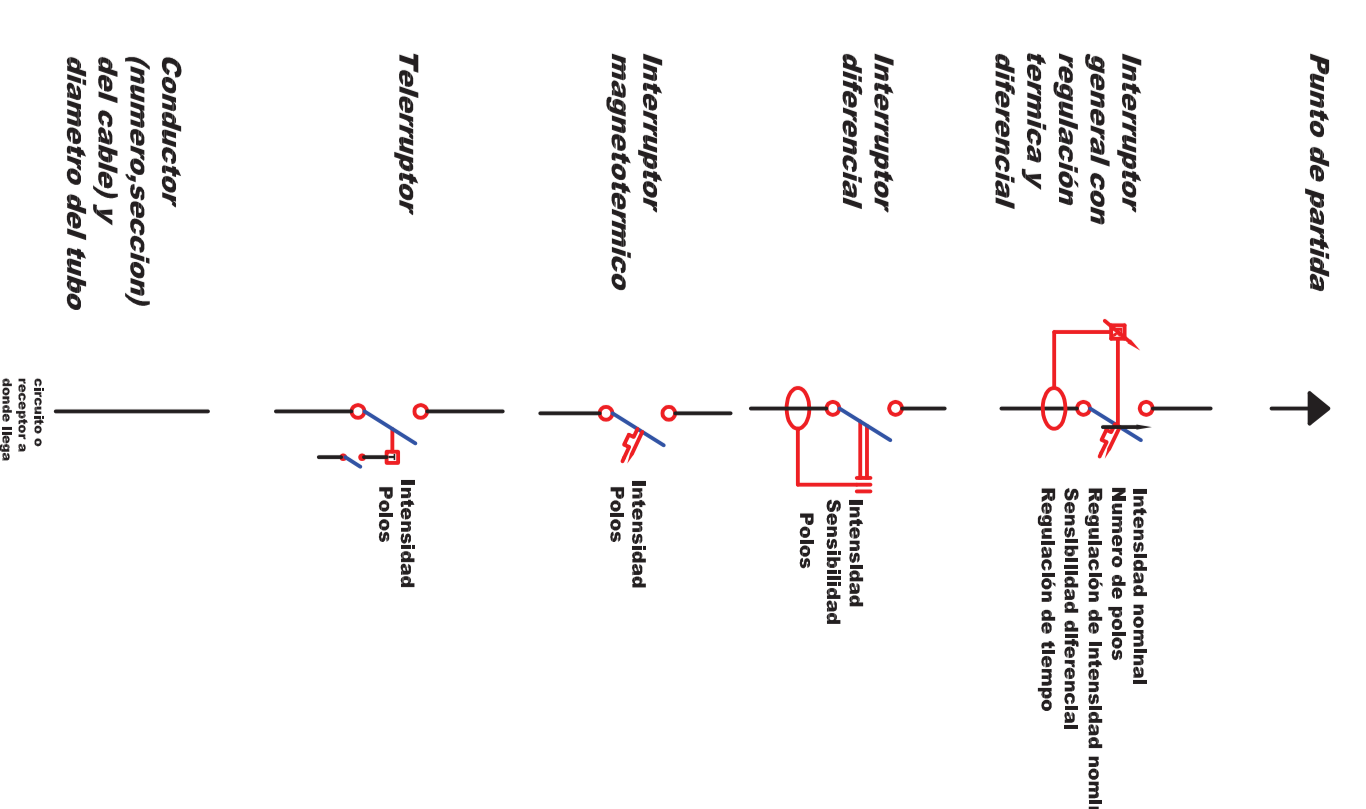 Punto de partida
Interruptor
general con
regulación
termica y
diferencial
Intensidad nominal
Numero de polos
Regulación de Intensidad nomi
Sensibilidad diferencial
Regulación de tiempo
Interruptor
diferencial
Intensidad
Sensibilidad
Polos
Interruptor
magnetotermico
Intensidad
Polos
Telerruptor
T
Intensidad
Polos
Conductor
(numero,seccion)
del cable) y
diametro del tubo
circuito o
receptor a
donde llega